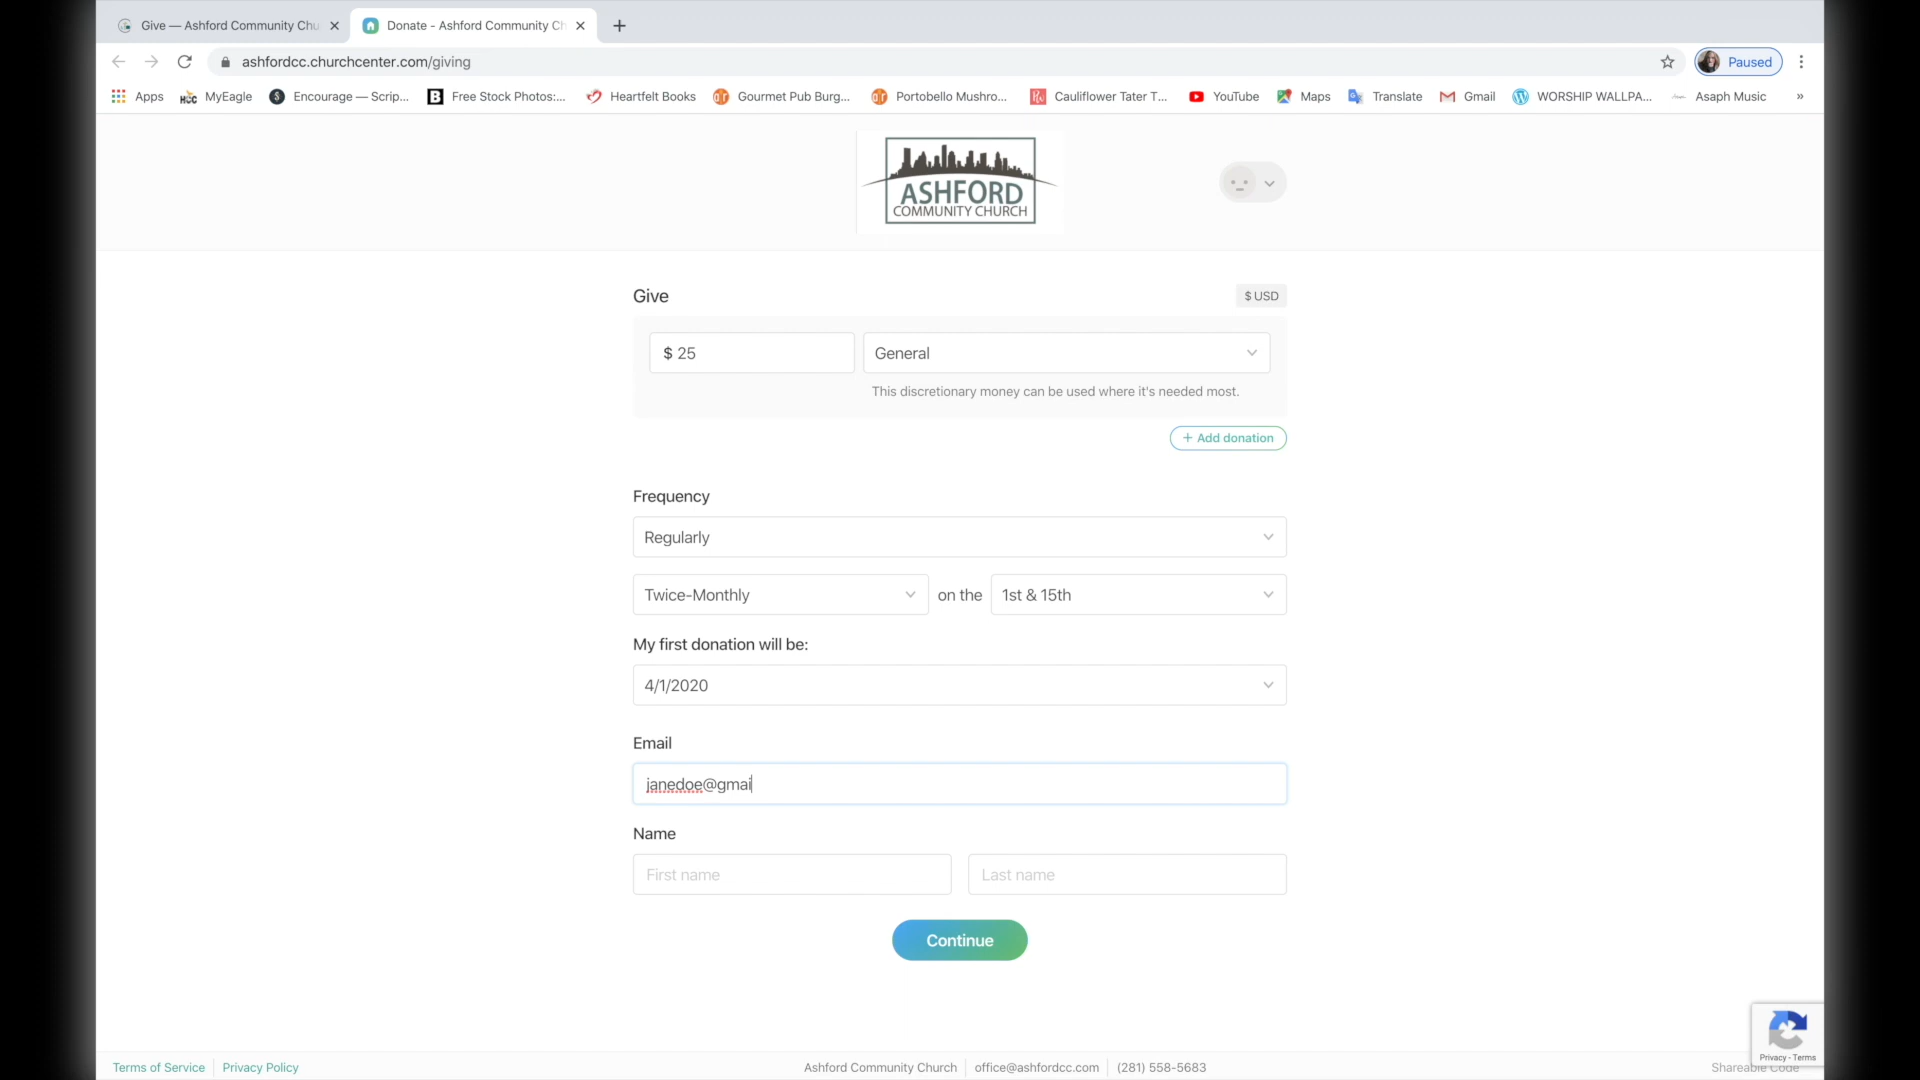 Give — Ashford Community Chu
Donate - Ashford Community Ch
ashfordcc.churchcenter.com/giving
Paused
Apps
MyEagle
Encourage — Scrip...
Free Stock Photos:...
Heartfelt Books
Gourmet Pub Burg...
Portobello Mushro...
Cauliflower Tater T...
YouTube
Maps
Translate
Gmail
WORSHIP WALLPA...
Asaph Music
»
ASHFORD
COMMUNITY CHURCH
Give
$ USD
$ 25
General
This discretionary money can be used where it's needed most.
+ Add donation
Frequency
Regularly
Twice-Monthly on the 1st & 15th
My first donation will be:
4/1/2020
Email
janedoe@gmai
Name
First name
Last name
Continue
Privacy - Terms
Terms of Service
Privacy Policy
Ashford Community Church
office@ashfordcc.com
(281) 558-5683
Shareable Code